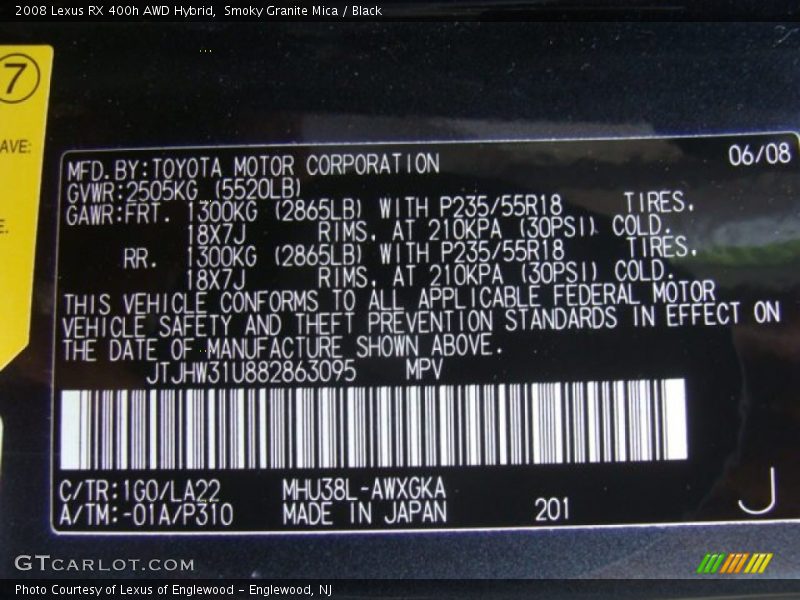 2008 Lexus RX 400h AWD Hybrid, Smoky Granite Mica / Black
7
AVE:
E.
06/08
MFD.BY:TOYOTA MOTOR CORPORATION
GVWR:2505KG (5520LB)
GAWR:FRT. 1300KG (2865LB) WITH P235/55R18 TIRES,
18X7J RIMS, AT 210KPA (30PSI) COLD.
RR. 1300KG (2865LB) WITH P235/55R18 TIRES,
18X7J RIMS, AT 210KPA (30PSI) COLD.
THIS VEHICLE CONFORMS TO ALL APPLICABLE FEDERAL MOTOR
VEHICLE SAFETY AND THEFT PREVENTION STANDARDS IN EFFECT ON
THE DATE OF MANUFACTURE SHOWN ABOVE.
JTJHW31U882863095 MPV
C/TR:1G0/LA22 MHU38L-AWXGKA
A/TM:-01A/P310 MADE IN JAPAN 201 J
GTCARLOT.COM
Photo Courtesy of Lexus of Englewood - Englewood, NJ